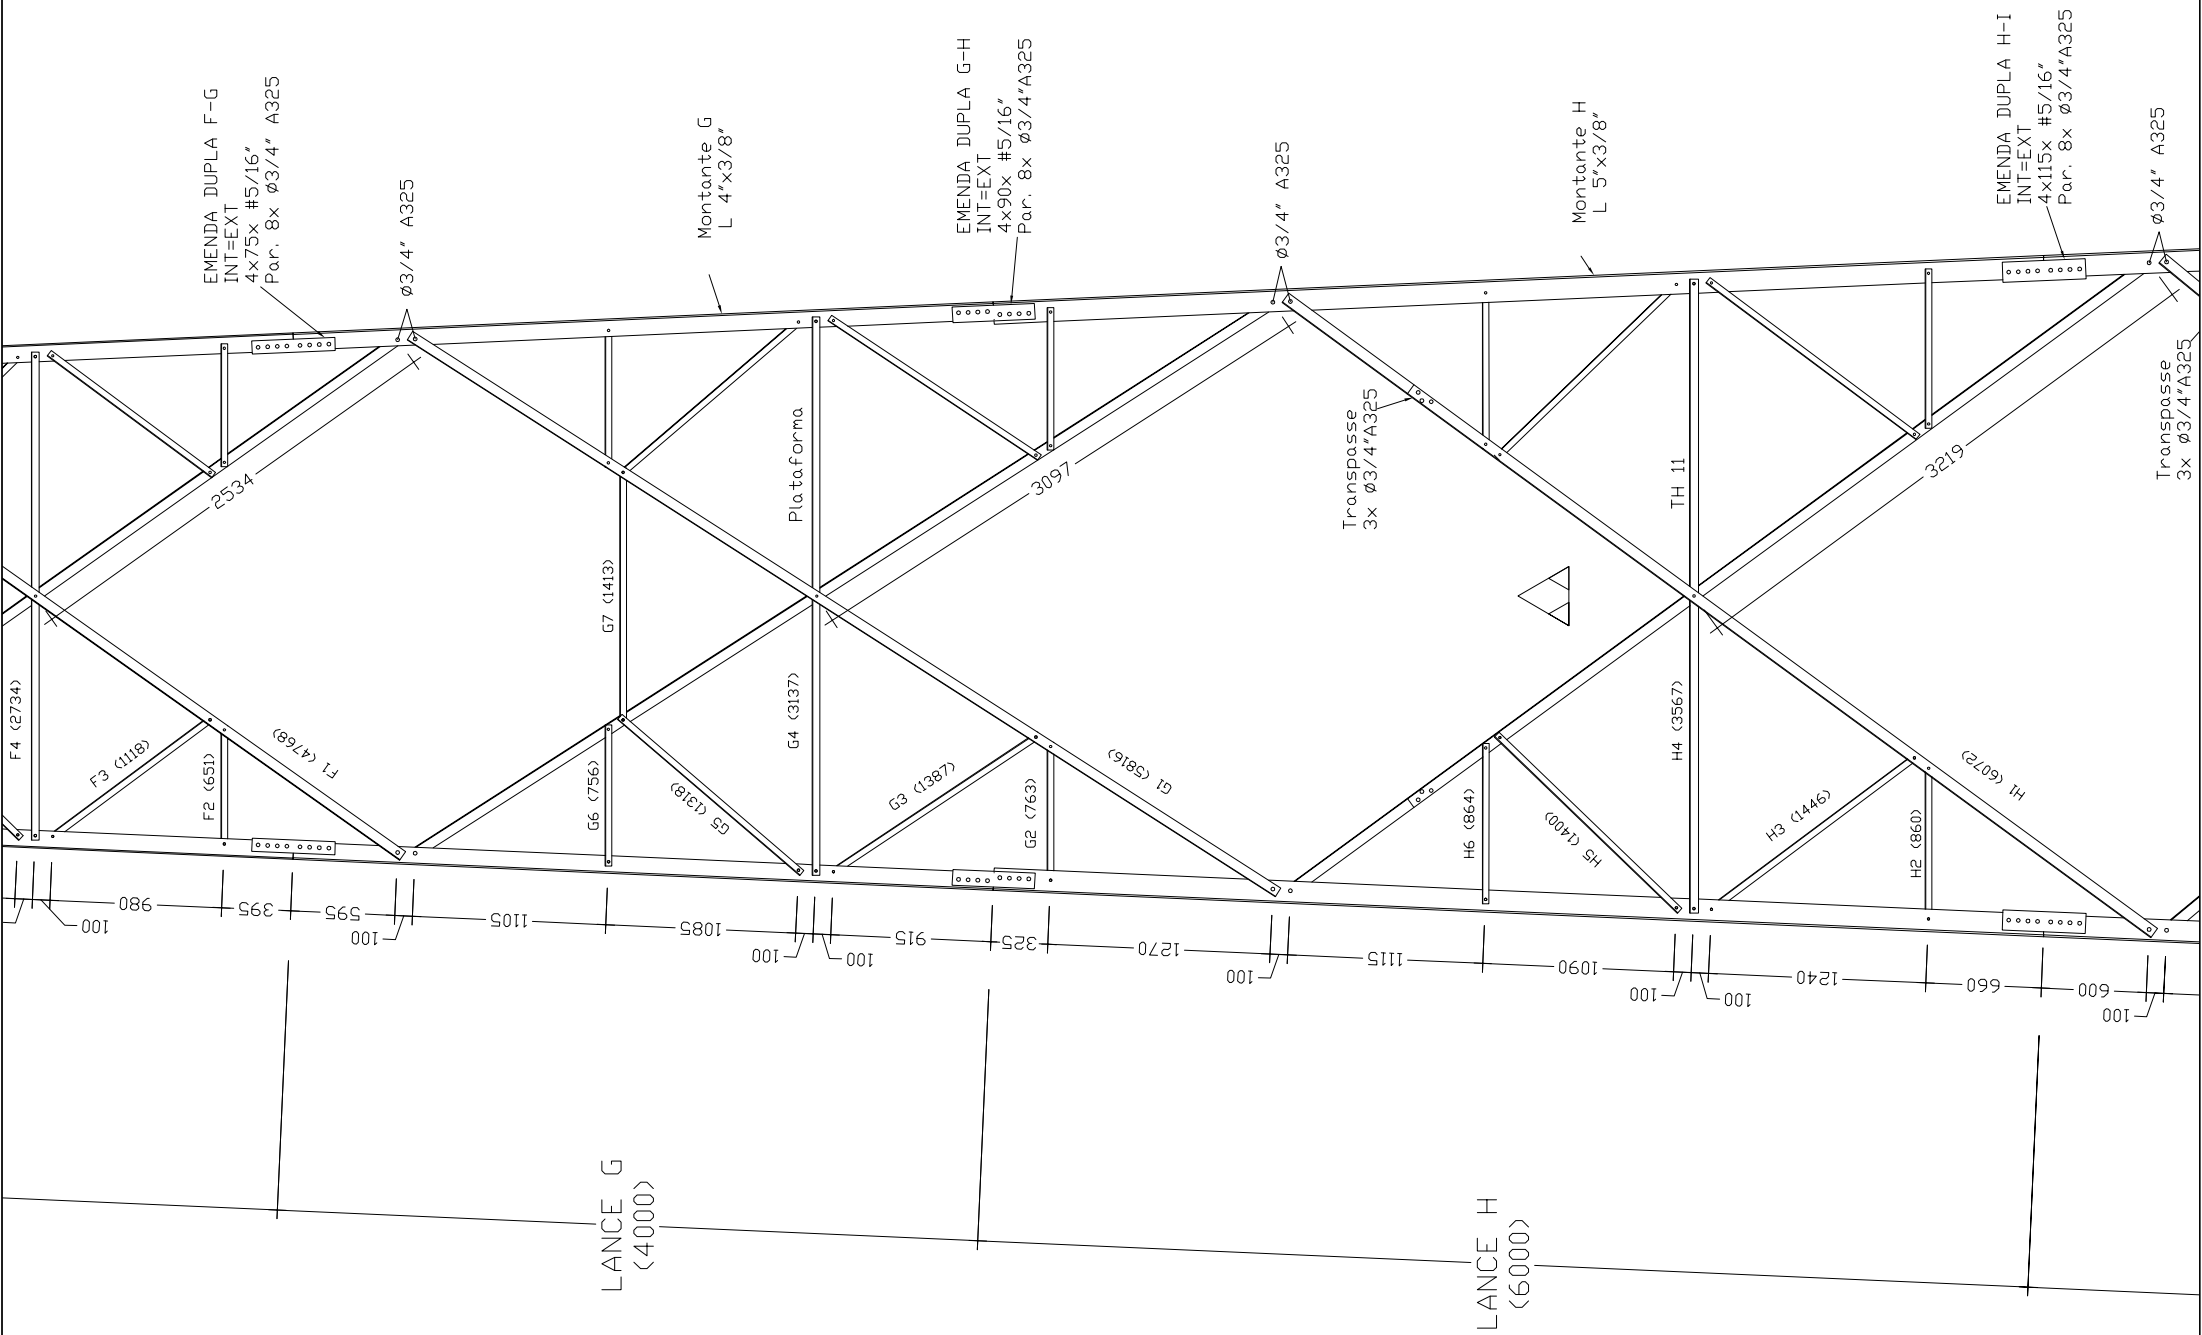 EMENDA DUPLA F-G
INT=EXT
4x75x #5/16"
Par. 8x ø3/4" A325
ø3/4" A325
Montante G
L 4"x3/8"
EMENDA DUPLA G-H
INT=EXT
4x90x #5/16"
Par. 8x ø3/4"A325
ø3/4" A325
Montante H
L 5"x3/8"
EMENDA DUPLA H-I
INT=EXT
4x115x #5/16"
Par. 8x ø3/4"A325
ø3/4" A325
2534
Plataforma
3097
Transpasse
3x ø3/4"A325
TH 11
3219
Transpasse
3x ø3/4"A325
F4 (2734)
F3 (1118)
F2 (651)
F1 (4768)
G7 (1413)
G6 (756)
G5 (1318)
G4 (3137)
G3 (1387)
G2 (763)
G1 (5816)
H6 (864)
H5 (1400)
H4 (3567)
H3 (1446)
H2 (860)
H1 (6072)
100
980
395
595
100
1105
1085
100
100
915
325
1270
100
1115
1090
100
100
1240
660
600
100
LANCE G
(4000)
LANCE H
(6000)